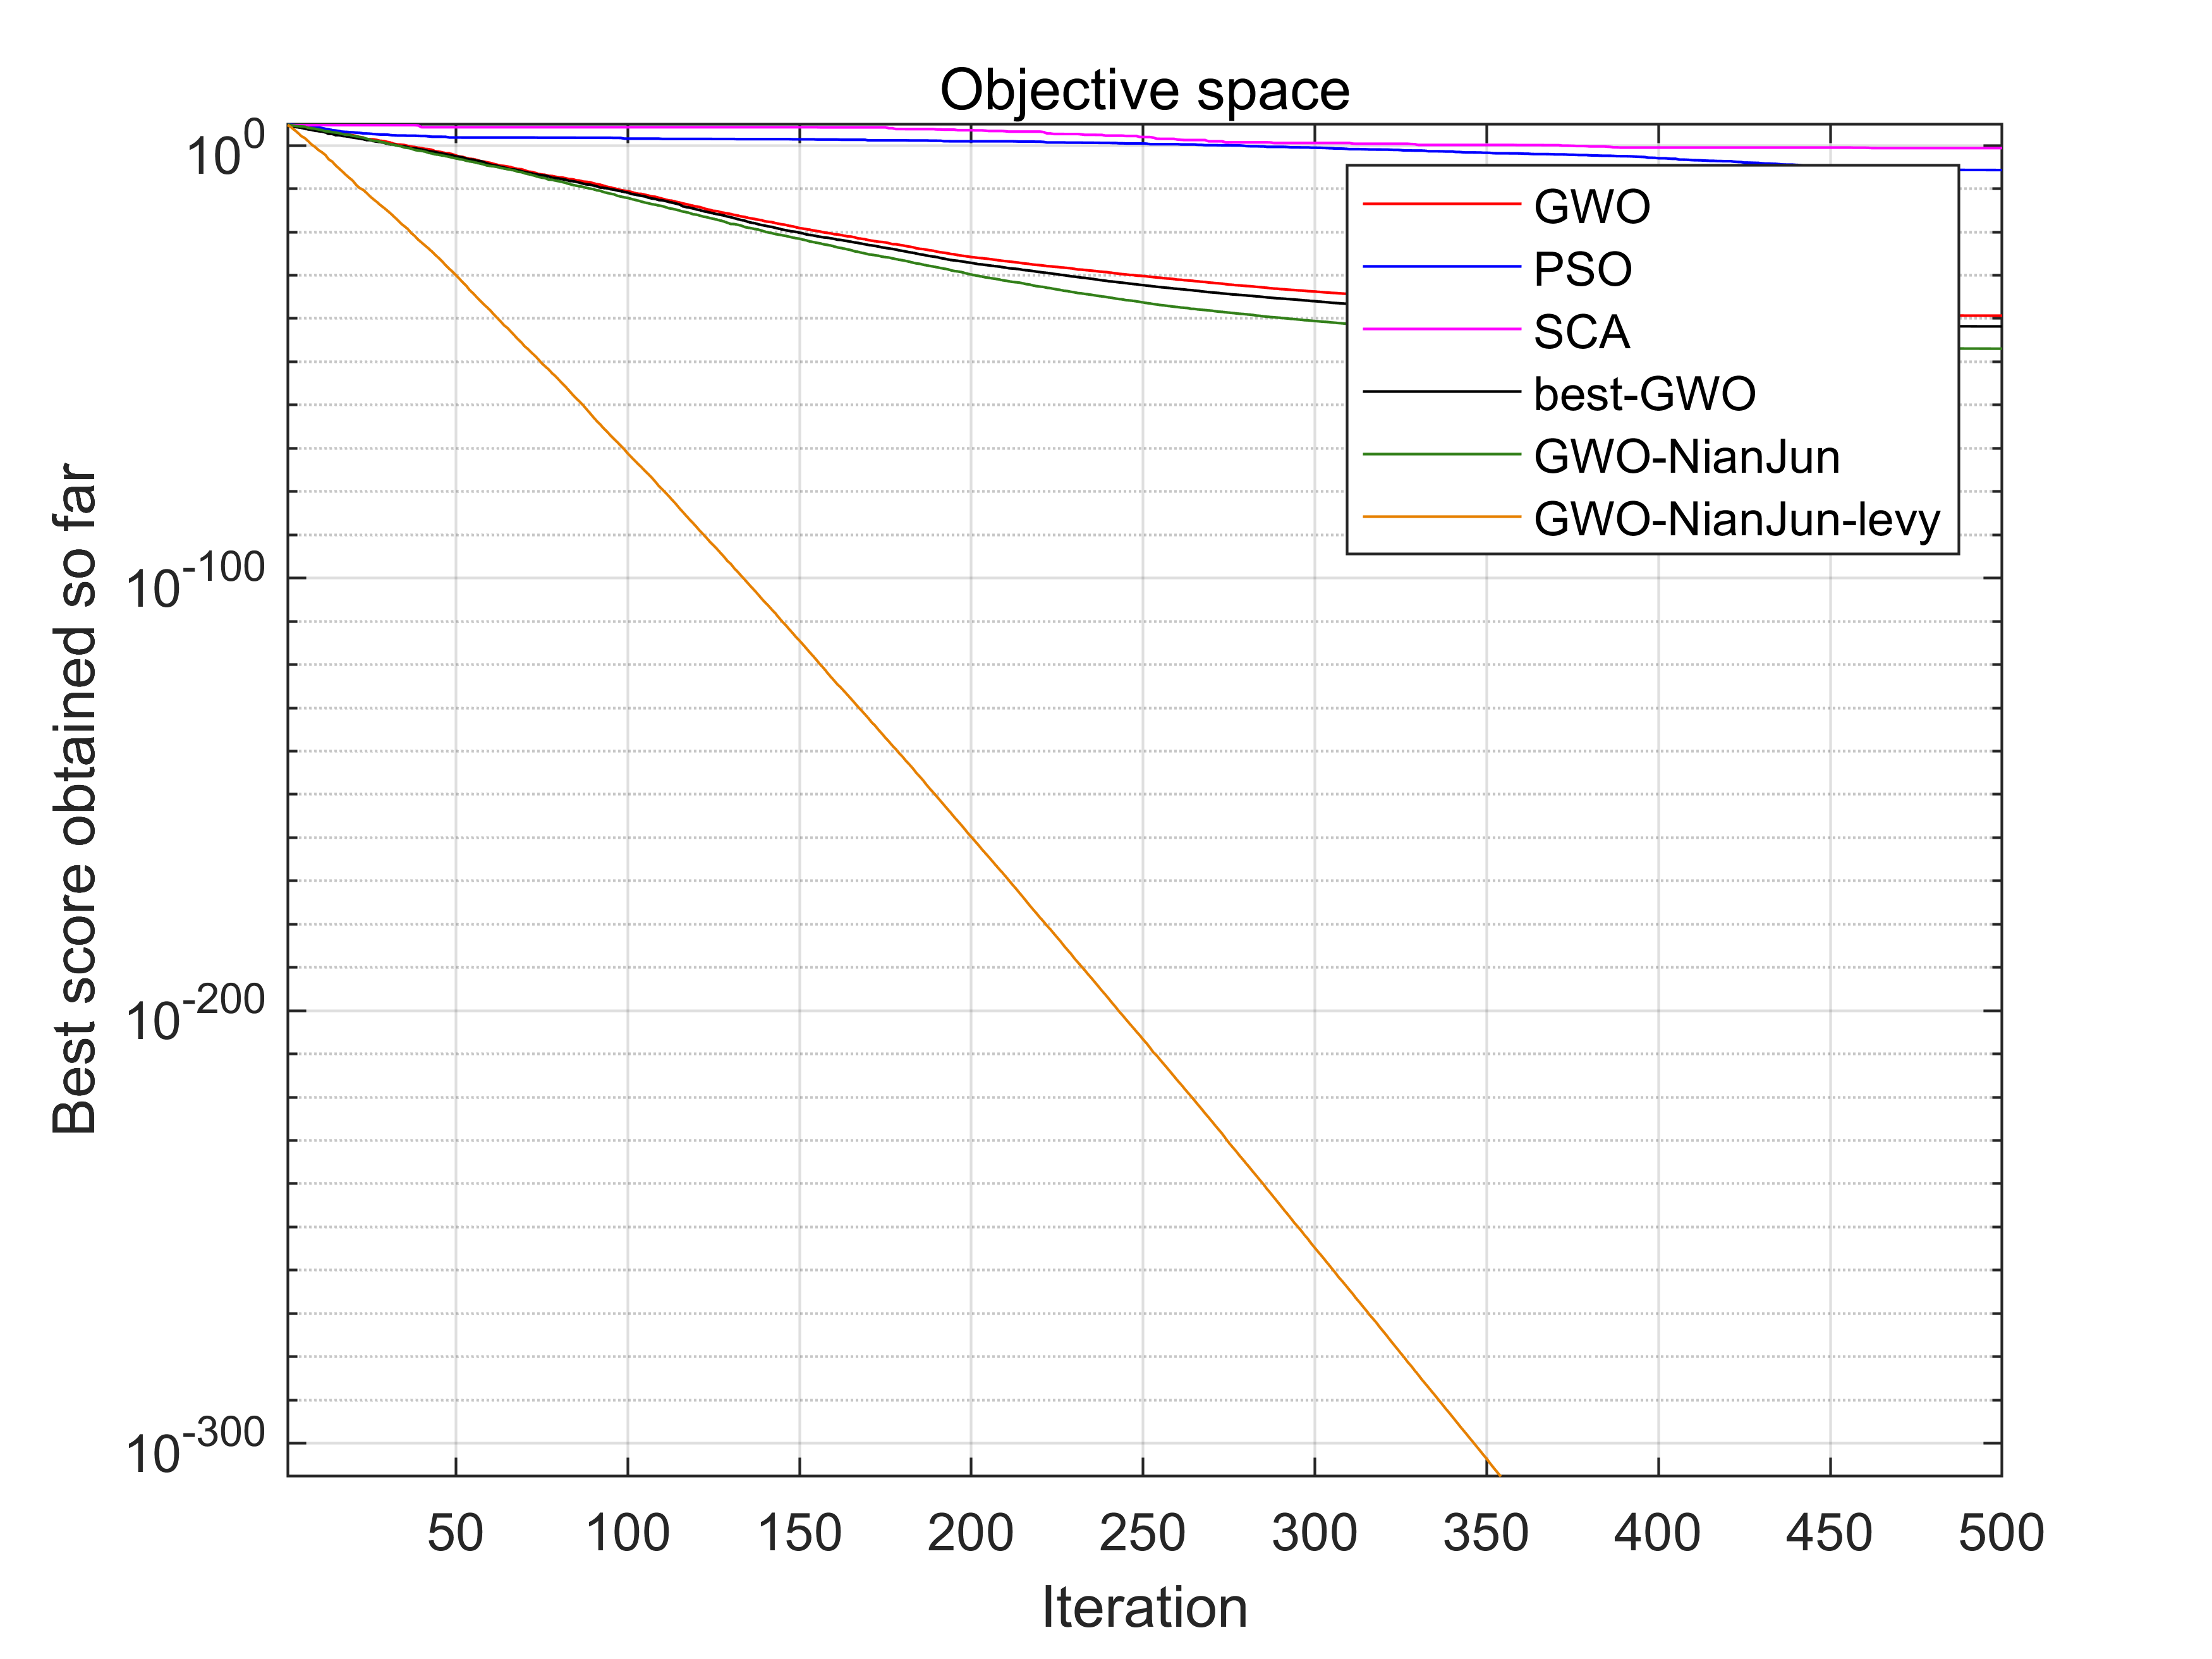 Objective space
Best score obtained so far
10^0
10^-100
10^-200
10^-300
GWO
PSO
SCA
best-GWO
GWO-NianJun
GWO-NianJun-levy
50 100 150 200 250 300 350 400 450 500
Iteration